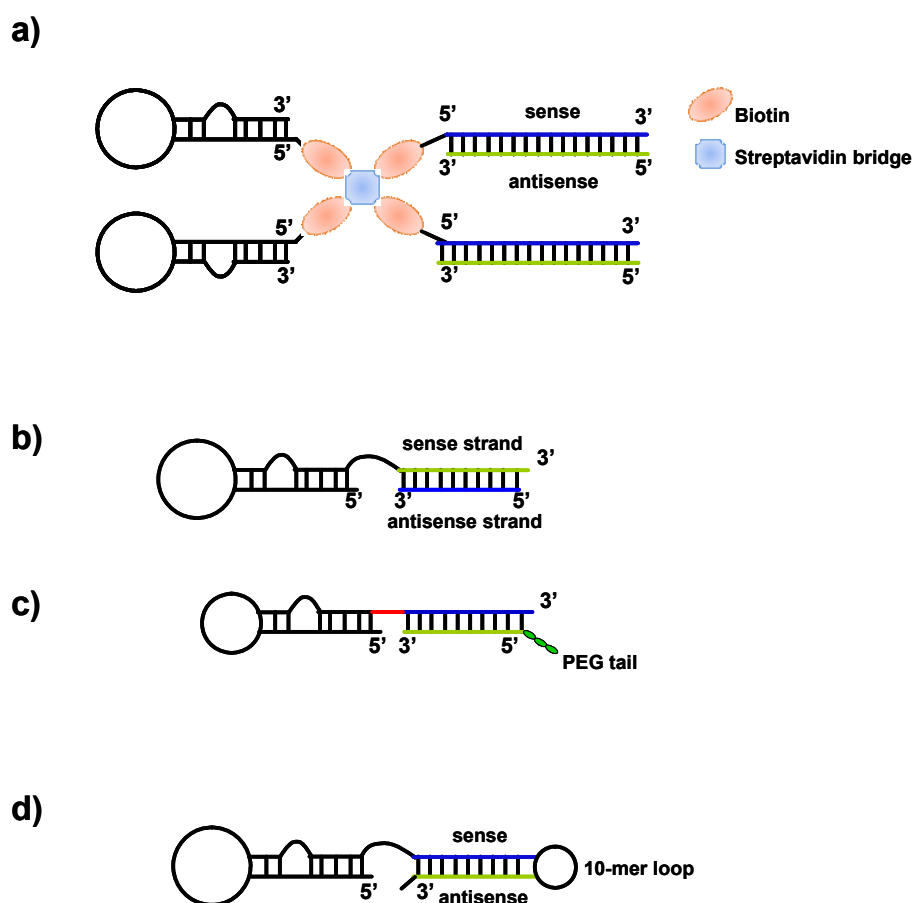 a)
3’ 5’ sense 3’
Biotin
5’ 3’ 5’
Streptavidin bridge
antisense
5’ 5’ 3’
3’ 3’ 5’
b)
sense strand
3’
5’ 3’ 5’
antisense strand
c)
3’
5’ 3’ 5’
PEG tail
d)
sense
10-mer loop
5’ 3’ antisense